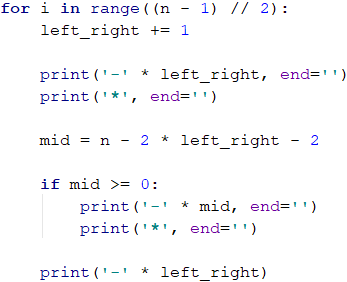 for i in range((n - 1) // 2):
    left_right += 1

    print('-' * left_right, end='')
    print('*', end='')

    mid = n - 2 * left_right - 2

    if mid >= 0:
        print('-' * mid, end='')
        print('*', end='')

    print('-' * left_right)